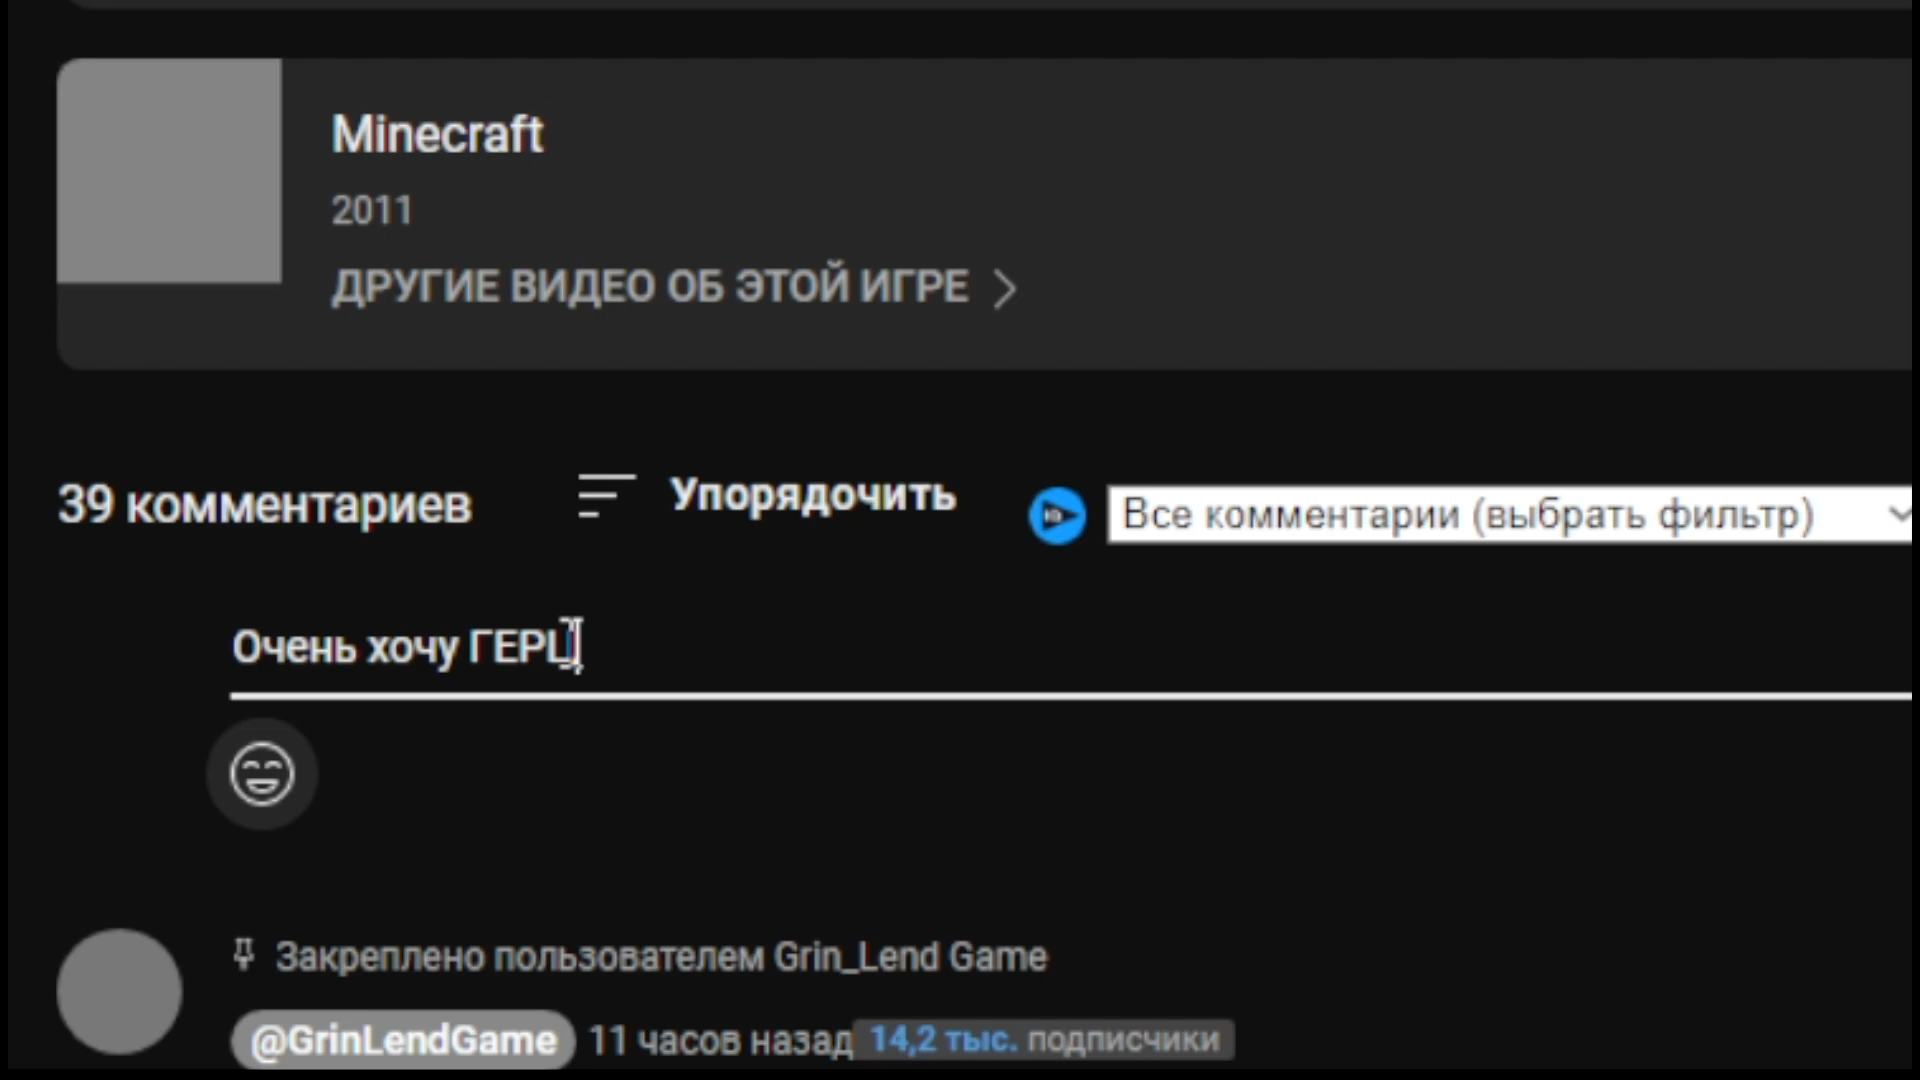 Minecraft
2011
ДРУГИЕ ВИДЕО ОБ ЭТОЙ ИГРЕ
39 комментариев
Упорядочить
Все комментарии (выбрать фильтр)
Очень хочу ГЕРЦ
Закреплено пользователем Grin_Lend Game
@GrinLendGame 11 часов назад 14,2 тыс. подписчики